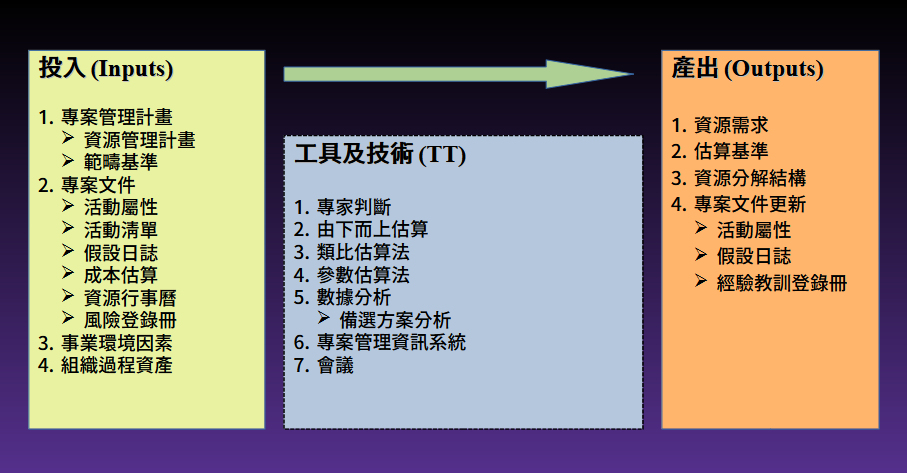 投入 (Inputs)
1. 專案管理計畫
➢ 資源管理計畫
➢ 範疇基準
2. 專案文件
➢ 活動屬性
➢ 活動清單
➢ 假設日誌
➢ 成本估算
➢ 資源行事曆
➢ 風險登錄冊
3. 事業環境因素
4. 組織過程資產
工具及技術 (TT)
1. 專家判斷
2. 由下而上估算
3. 類比估算法
4. 參數估算法
5. 數據分析
➢ 備選方案分析
6. 專案管理資訊系統
7. 會議
產出 (Outputs)
1. 資源需求
2. 估算基準
3. 資源分解結構
4. 專案文件更新
➢ 活動屬性
➢ 假設日誌
➢ 經驗教訓登錄冊